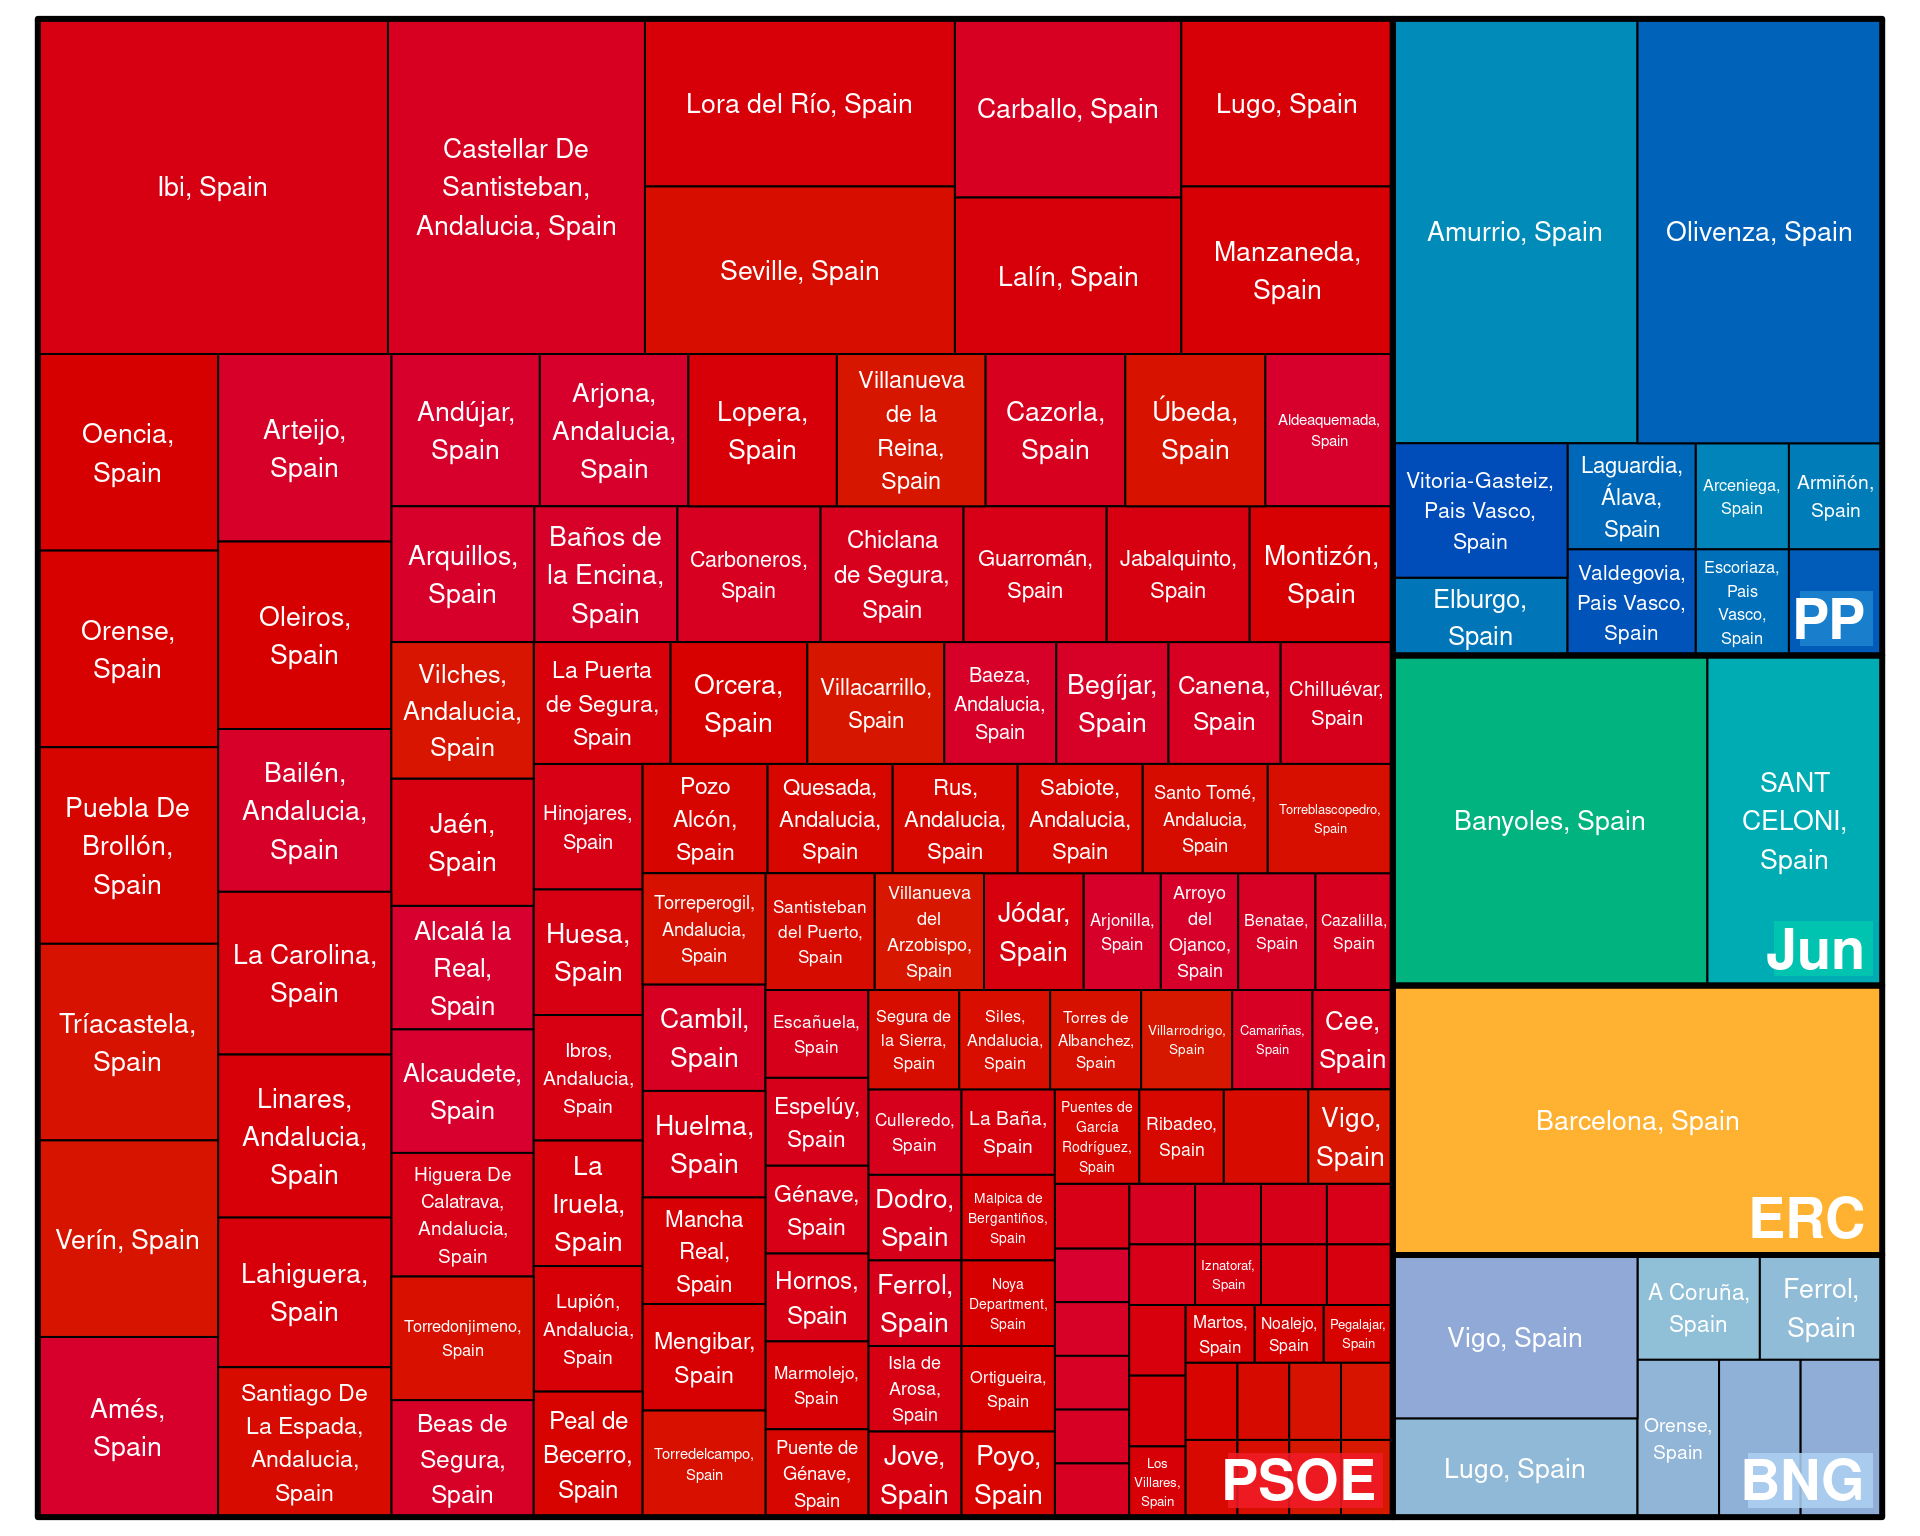 Ibi, Spain
Castellar De
Santisteban,
Andalucia, Spain
Lora del Río, Spain
Seville, Spain
Carballo, Spain
Lalín, Spain
Lugo, Spain
Manzaneda,
Spain
Oencia,
Spain
Orense,
Spain
Puebla De
Brollón,
Spain
Tríacastela,
Spain
Verín, Spain
Amés,
Spain
Arteijo,
Spain
Oleiros,
Spain
Bailén,
Andalucia,
Spain
La Carolina,
Spain
Linares,
Andalucia,
Spain
Lahiguera,
Spain
Santiago De
La Espada,
Andalucia,
Spain
Andújar,
Spain
Arjona,
Andalucia,
Spain
Lopera,
Spain
Villanueva
de la
Reina,
Spain
Cazorla,
Spain
Úbeda,
Spain
Aldeaquemada,
Spain
Arquillos,
Spain
Baños de
la Encina,
Spain
Carboneros,
Spain
Chiclana
de Segura,
Spain
Guarromán,
Spain
Jabalquinto,
Spain
Montizón,
Spain
Vilches,
Andalucia,
Spain
Jaén,
Spain
Alcalá la
Real,
Spain
Alcaudete,
Spain
Higuera De
Calatrava,
Andalucia,
Spain
Torredonjimeno,
Spain
Beas de
Segura,
Spain
La Puerta
de Segura,
Spain
Orcera,
Spain
Villacarrillo,
Spain
Baeza,
Andalucia,
Spain
Begíjar,
Spain
Canena,
Spain
Chilluévar,
Spain
Hinojares,
Spain
Huesa,
Spain
Ibros,
Andalucia,
Spain
La
Iruela,
Spain
Lupión,
Andalucia,
Spain
Peal de
Becerro,
Spain
Pozo
Alcón,
Spain
Quesada,
Andalucia,
Spain
Rus,
Andalucia,
Spain
Sabiote,
Andalucia,
Spain
Santo Tomé,
Andalucia,
Spain
Torreblascopedro,
Spain
Torreperogil,
Andalucia,
Spain
Cambil,
Spain
Huelma,
Spain
Mancha
Real,
Spain
Mengibar,
Spain
Torredelcampo,
Spain
Santisteban
del Puerto,
Spain
Villanueva
del
Arzobispo,
Spain
Jódar,
Spain
Arjonilla,
Spain
Arroyo
del
Ojanco,
Spain
Benatae,
Spain
Cazalilla,
Spain
Escañuela,
Spain
Espelúy,
Spain
Génave,
Spain
Hornos,
Spain
Marmolejo,
Spain
Puente de
Génave,
Spain
Segura de
la Sierra,
Spain
Siles,
Andalucia,
Spain
Torres de
Albanchez,
Spain
Villarrodrigo,
Spain
Camariñas,
Spain
Cee,
Spain
Culleredo,
Spain
Dodro,
Spain
Ferrol,
Spain
Isla de
Arosa,
Spain
Jove,
Spain
La Baña,
Spain
Malpica de
Bergantiños,
Spain
Noya
Department,
Spain
Ortigueira,
Spain
Poyo,
Spain
Puentes de
García
Rodríguez,
Spain
Ribadeo,
Spain
Vigo,
Spain
Iznatoraf,
Spain
Martos,
Spain
Noalejo,
Spain
Pegalajar,
Spain
Los
Villares,
Spain
PSOE
Amurrio, Spain
Olivenza, Spain
Vitoria-Gasteiz,
Pais Vasco,
Spain
Elburgo,
Spain
Laguardia,
Álava,
Spain
Arceniega,
Spain
Armiñón,
Spain
Valdegovia,
Pais Vasco,
Spain
Escoriaza,
Pais
Vasco,
Spain
PP
Banyoles, Spain
SANT
CELONI,
Spain
Jun
Barcelona, Spain
ERC
Vigo, Spain
Lugo, Spain
A Coruña,
Spain
Ferrol,
Spain
Orense,
Spain
BNG